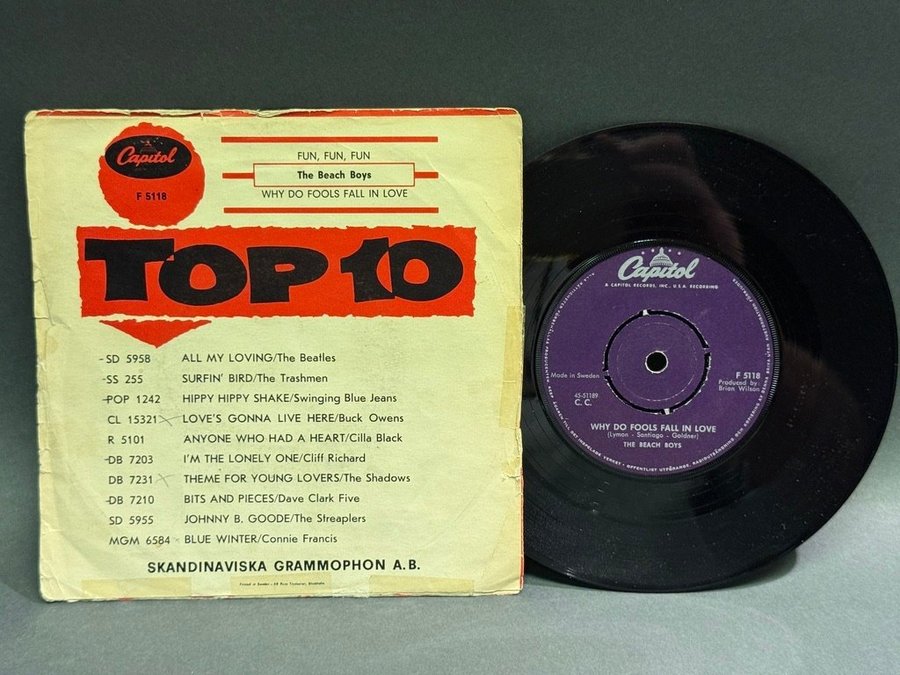 Capitol
F 5118
FUN, FUN, FUN
The Beach Boys
WHY DO FOOLS FALL IN LOVE
TOP 10
SD 5958 ALL MY LOVING/The Beatles
SS 255 SURFIN' BIRD/The Trashmen
POP 1242 HIPPY HIPPY SHAKE/Swinging Blue Jeans
CL 15321 LOVE'S GONNA LIVE HERE/Buck Owens
R 5101 ANYONE WHO HAD A HEART/Cilla Black
DB 7203 I'M THE LONELY ONE/Cliff Richard
DB 7231 THEME FOR YOUNG LOVERS/The Shadows
DB 7210 BITS AND PIECES/Dave Clark Five
SD 5955 JOHNNY B. GOODE/The Streaplers
MGM 6584 BLUE WINTER/Connie Francis
SKANDINAVISKA GRAMMOPHON A.B.
Printed in Sweden
Capitol
A CAPITOL RECORDS, INC., U.S.A. RECORDING
Made in Sweden
F 5118
Produced by:
Brian Wilson
45-51189
C. C.
WHY DO FOOLS FALL IN LOVE
(Lymon - Santiago - Goldner)
THE BEACH BOYS